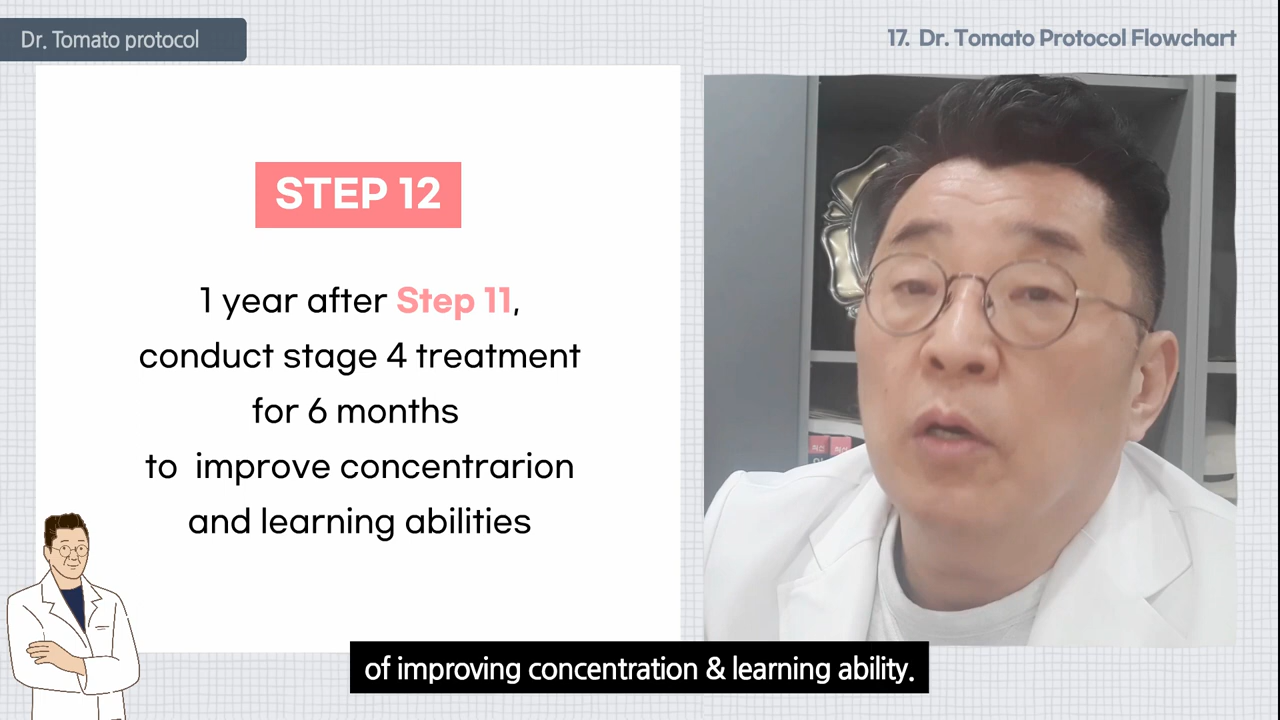 Dr. Tomato protocol
17. Dr. Tomato Protocol Flowchart
STEP 12
1 year after Step 11,
conduct stage 4 treatment
for 6 months
to improve concentrarion
and learning abilities
of improving concentration & learning ability.